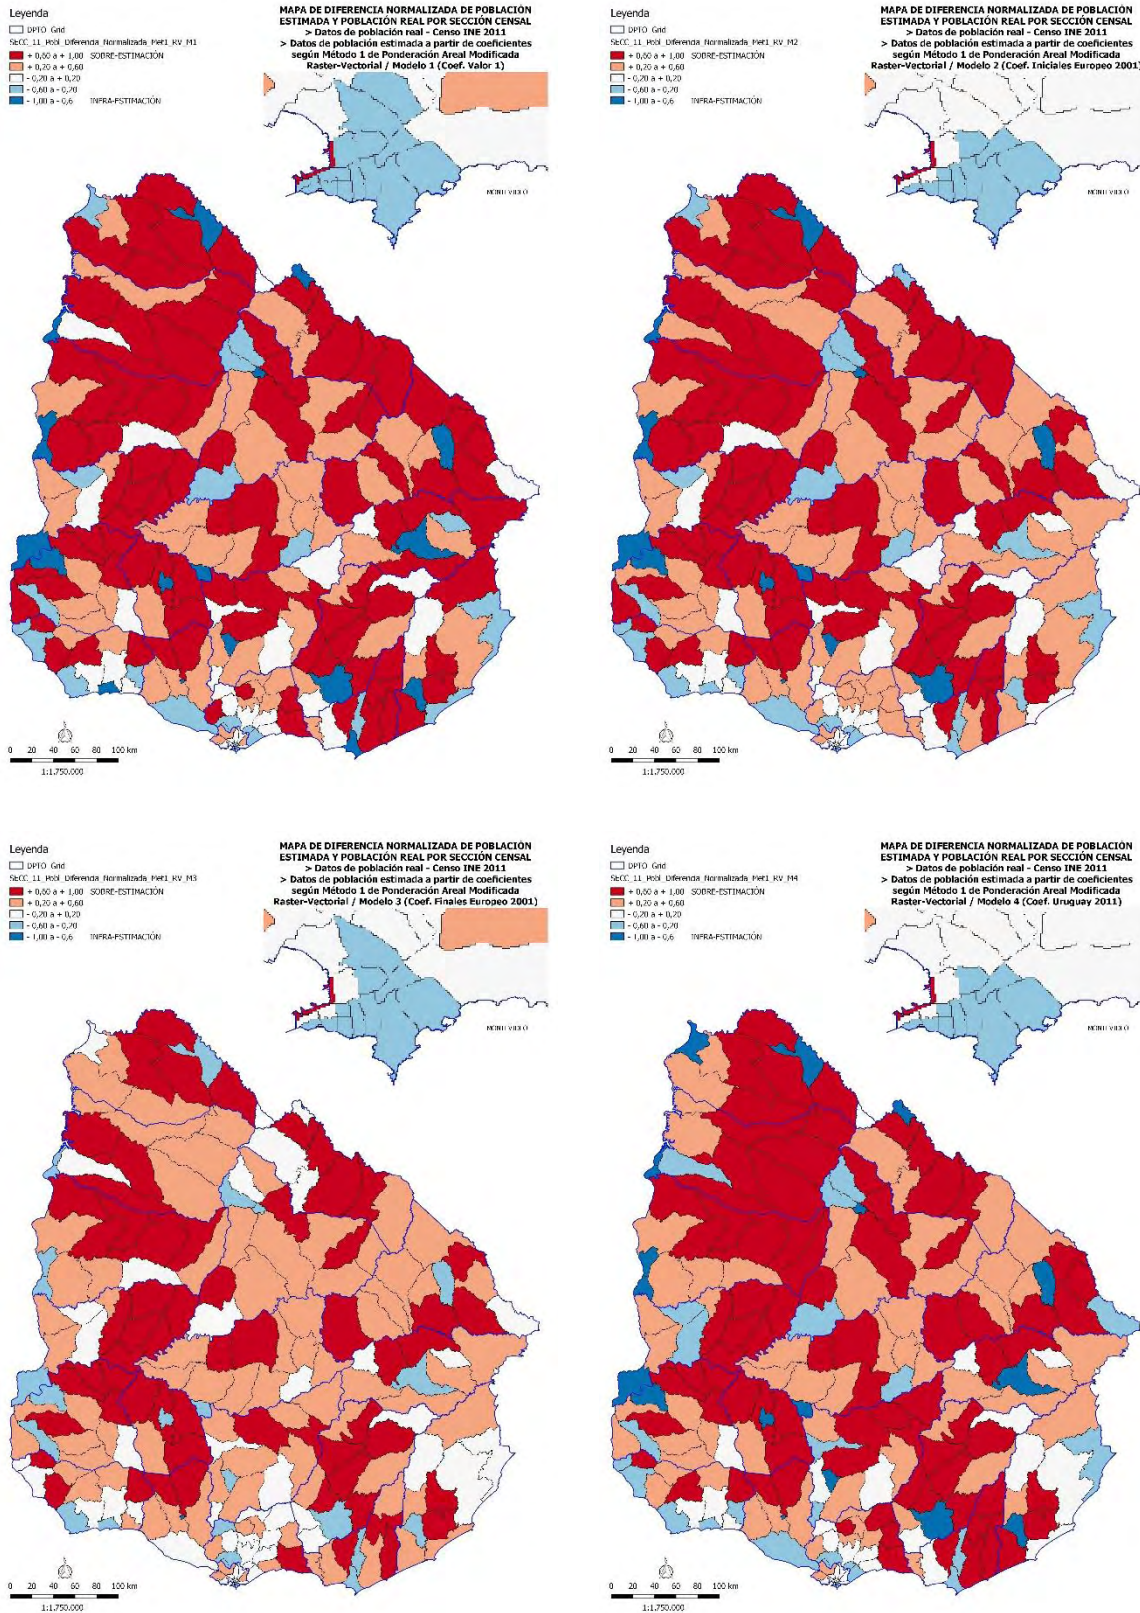 Leyenda
DPTO Grid
SECC_11_Pobl_Diferencia_Normalizada_Met1_RV_M1
+ 0,60 a + 1,00 SOBRE-ESTIMACIÓN
+ 0,20 a + 0,60
- 0,20 a + 0,20
- 0,60 a - 0,20
- 1,00 a - 0,6 INFRA-ESTIMACIÓN
MAPA DE DIFERENCIA NORMALIZADA DE POBLACIÓN
ESTIMADA Y POBLACIÓN REAL POR SECCIÓN CENSAL
> Datos de población real - Censo INE 2011
> Datos de población estimada a partir de coeficientes
según Método 1 de Ponderación Areal Modificada
Raster-Vectorial / Modelo 1 (Coef. Valor 1)
MONTEVIDEO
0 20 40 60 80 100 km
1:1.750.000
Leyenda
DPTO Grid
SECC_11_Pobl_Diferencia_Normalizada_Met1_RV_M2
+ 0,60 a + 1,00 SOBRE-ESTIMACIÓN
+ 0,20 a + 0,60
- 0,20 a + 0,20
- 0,60 a - 0,20
- 1,00 a - 0,6 INFRA-ESTIMACIÓN
MAPA DE DIFERENCIA NORMALIZADA DE POBLACIÓN
ESTIMADA Y POBLACIÓN REAL POR SECCIÓN CENSAL
> Datos de población real - Censo INE 2011
> Datos de población estimada a partir de coeficientes
según Método 1 de Ponderación Areal Modificada
Raster-Vectorial / Modelo 2 (Coef. Iniciales Europeo 2001)
MONTEVIDEO
0 20 40 60 80 100 km
1:1.750.000
Leyenda
DPTO Grid
SECC_11_Pobl_Diferencia_Normalizada_Met1_RV_M3
+ 0,60 a + 1,00 SOBRE-ESTIMACIÓN
+ 0,20 a + 0,60
- 0,20 a + 0,20
- 0,60 a - 0,20
- 1,00 a - 0,6 INFRA-ESTIMACIÓN
MAPA DE DIFERENCIA NORMALIZADA DE POBLACIÓN
ESTIMADA Y POBLACIÓN REAL POR SECCIÓN CENSAL
> Datos de población real - Censo INE 2011
> Datos de población estimada a partir de coeficientes
según Método 1 de Ponderación Areal Modificada
Raster-Vectorial / Modelo 3 (Coef. Finales Europeo 2001)
MONTEVIDEO
0 20 40 60 80 100 km
1:1.750.000
Leyenda
DPTO Grid
SECC_11_Pobl_Diferencia_Normalizada_Met1_RV_M4
+ 0,60 a + 1,00 SOBRE-ESTIMACIÓN
+ 0,20 a + 0,60
- 0,20 a + 0,20
- 0,60 a - 0,20
- 1,00 a - 0,6 INFRA-ESTIMACIÓN
MAPA DE DIFERENCIA NORMALIZADA DE POBLACIÓN
ESTIMADA Y POBLACIÓN REAL POR SECCIÓN CENSAL
> Datos de población real - Censo INE 2011
> Datos de población estimada a partir de coeficientes
según Método 1 de Ponderación Areal Modificada
Raster-Vectorial / Modelo 4 (Coef. Uruguay 2011)
MONTEVIDEO
0 20 40 60 80 100 km
1:1.750.000